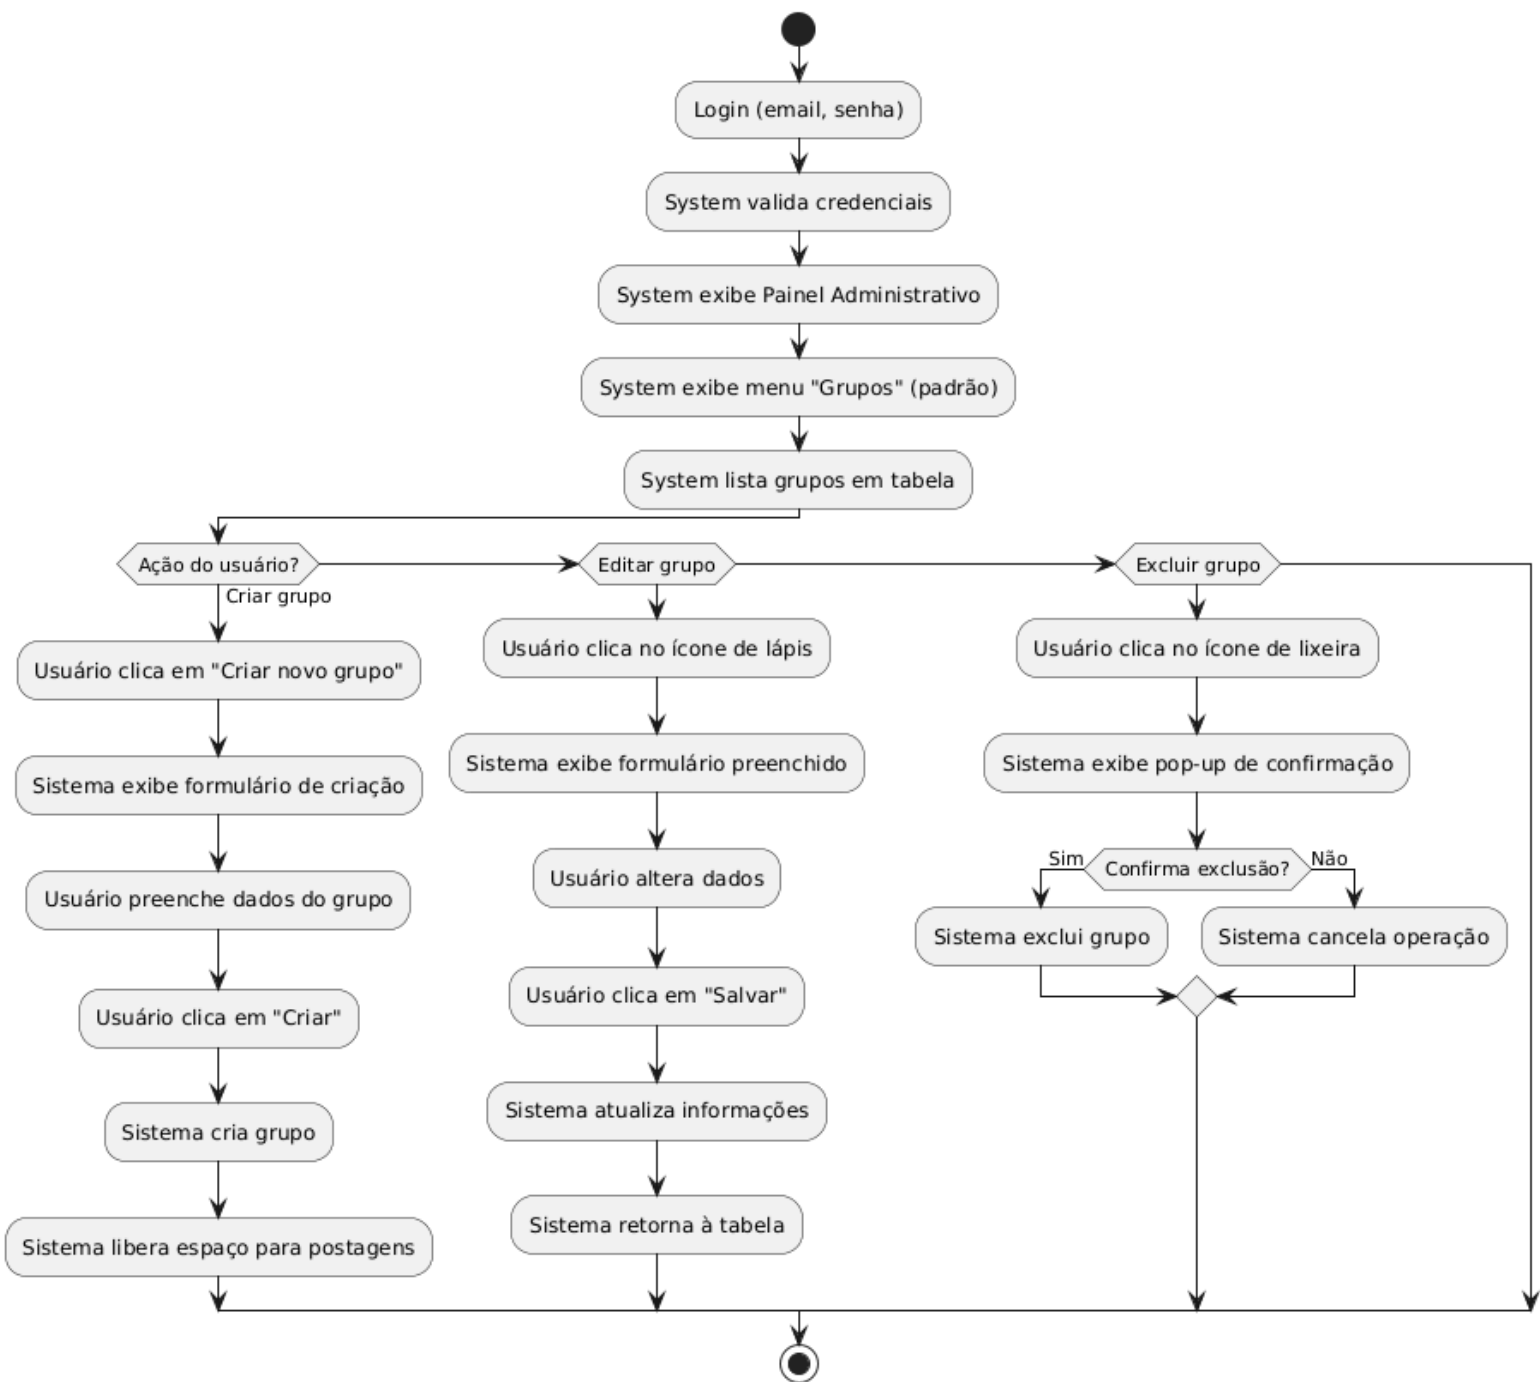 Login (email, senha)
System valida credenciais
System exibe Painel Administrativo
System exibe menu "Grupos" (padrão)
System lista grupos em tabela
Ação do usuário?
Criar grupo
Usuário clica em "Criar novo grupo"
Sistema exibe formulário de criação
Usuário preenche dados do grupo
Usuário clica em "Criar"
Sistema cria grupo
Sistema libera espaço para postagens
Editar grupo
Usuário clica no ícone de lápis
Sistema exibe formulário preenchido
Usuário altera dados
Usuário clica em "Salvar"
Sistema atualiza informações
Sistema retorna à tabela
Excluir grupo
Usuário clica no ícone de lixeira
Sistema exibe pop-up de confirmação
Confirma exclusão?
Sim
Sistema exclui grupo
Não
Sistema cancela operação